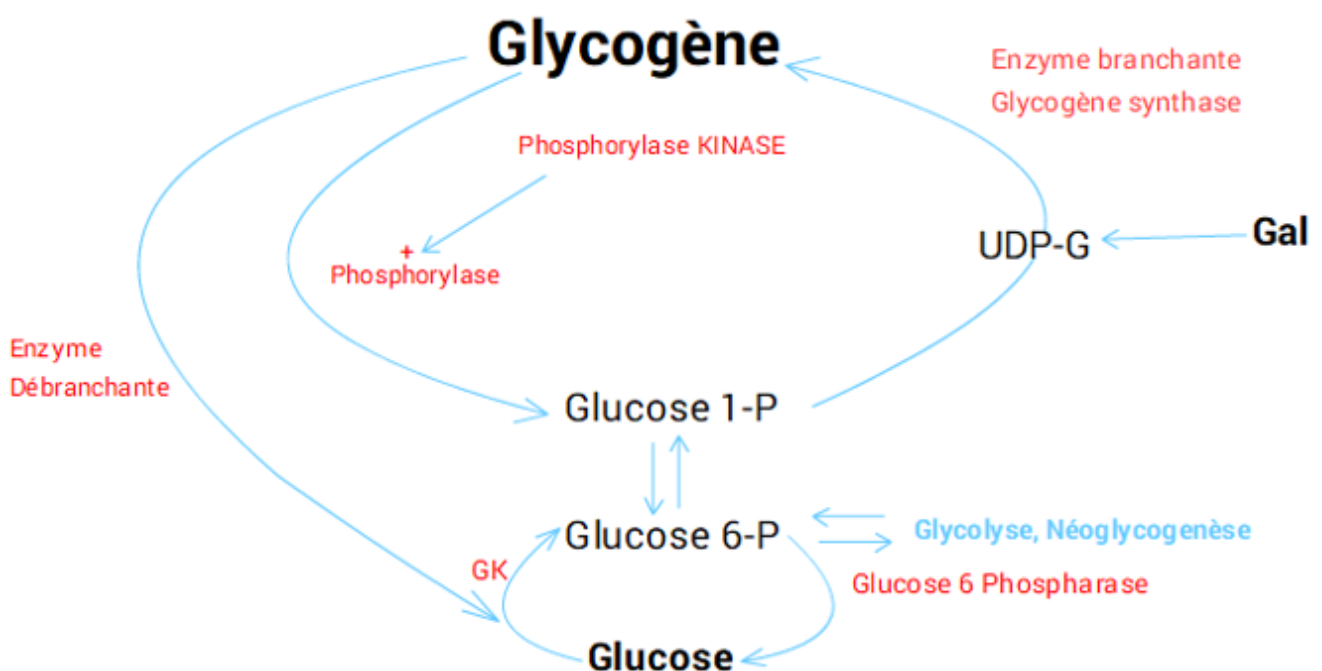 Glycogène
Enzyme branchante
Glycogène synthase
Phosphorylase KINASE
+
Phosphorylase
UDP-G
Gal
Enzyme
Débranchante
Glucose 1-P
Glucose 6-P
Glycolyse, Néoglycogenèse
GK
Glucose 6 Phospharase
Glucose